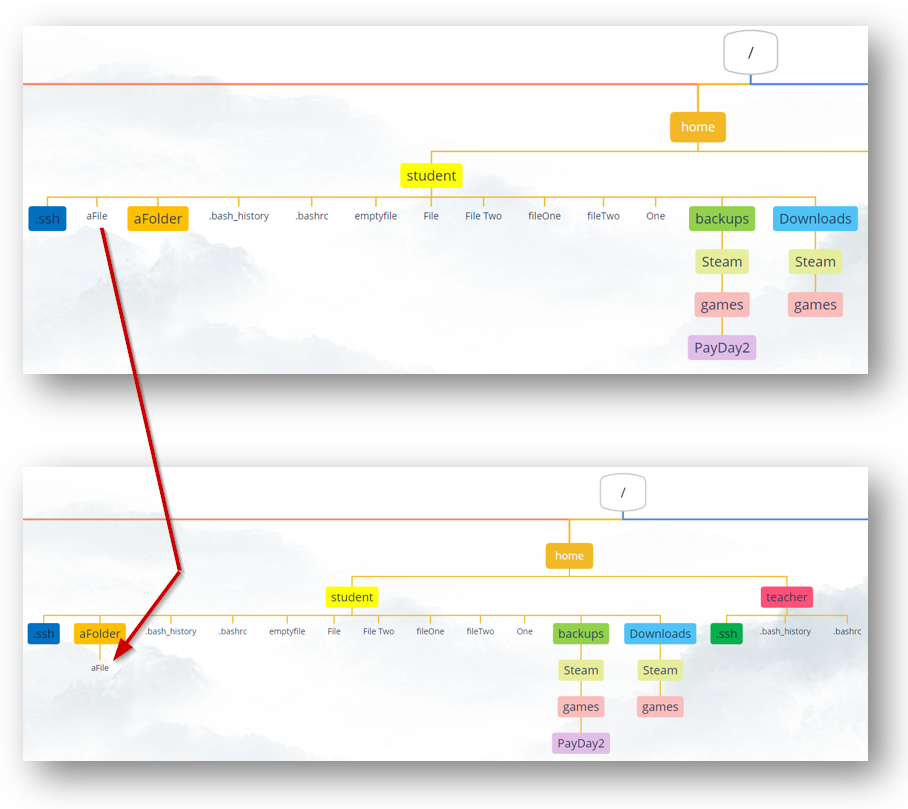 /
home
student
.ssh aFile aFolder .bash_history .bashrc emptyfile File File Two fileOne fileTwo One backups Downloads
Steam Steam
games games
PayDay2
/
home
student teacher
.ssh aFolder .bash_history .bashrc emptyfile File File Two fileOne fileTwo One backups Downloads .ssh .bash_history .bashrc
aFile Steam Steam
games games
PayDay2